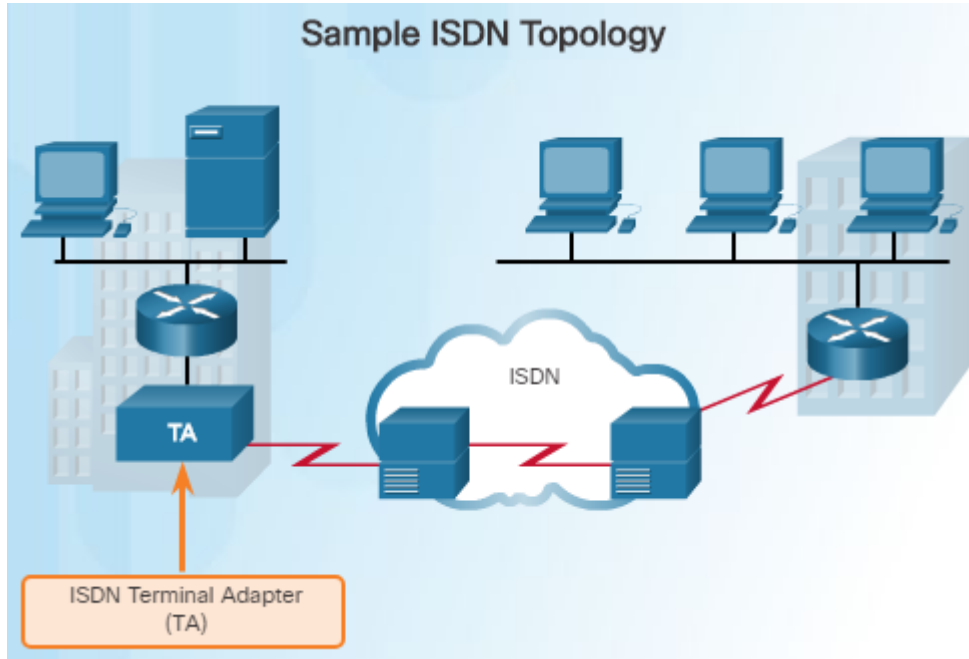 Sample ISDN Topology
ISDN
TA
ISDN Terminal Adapter
(TA)